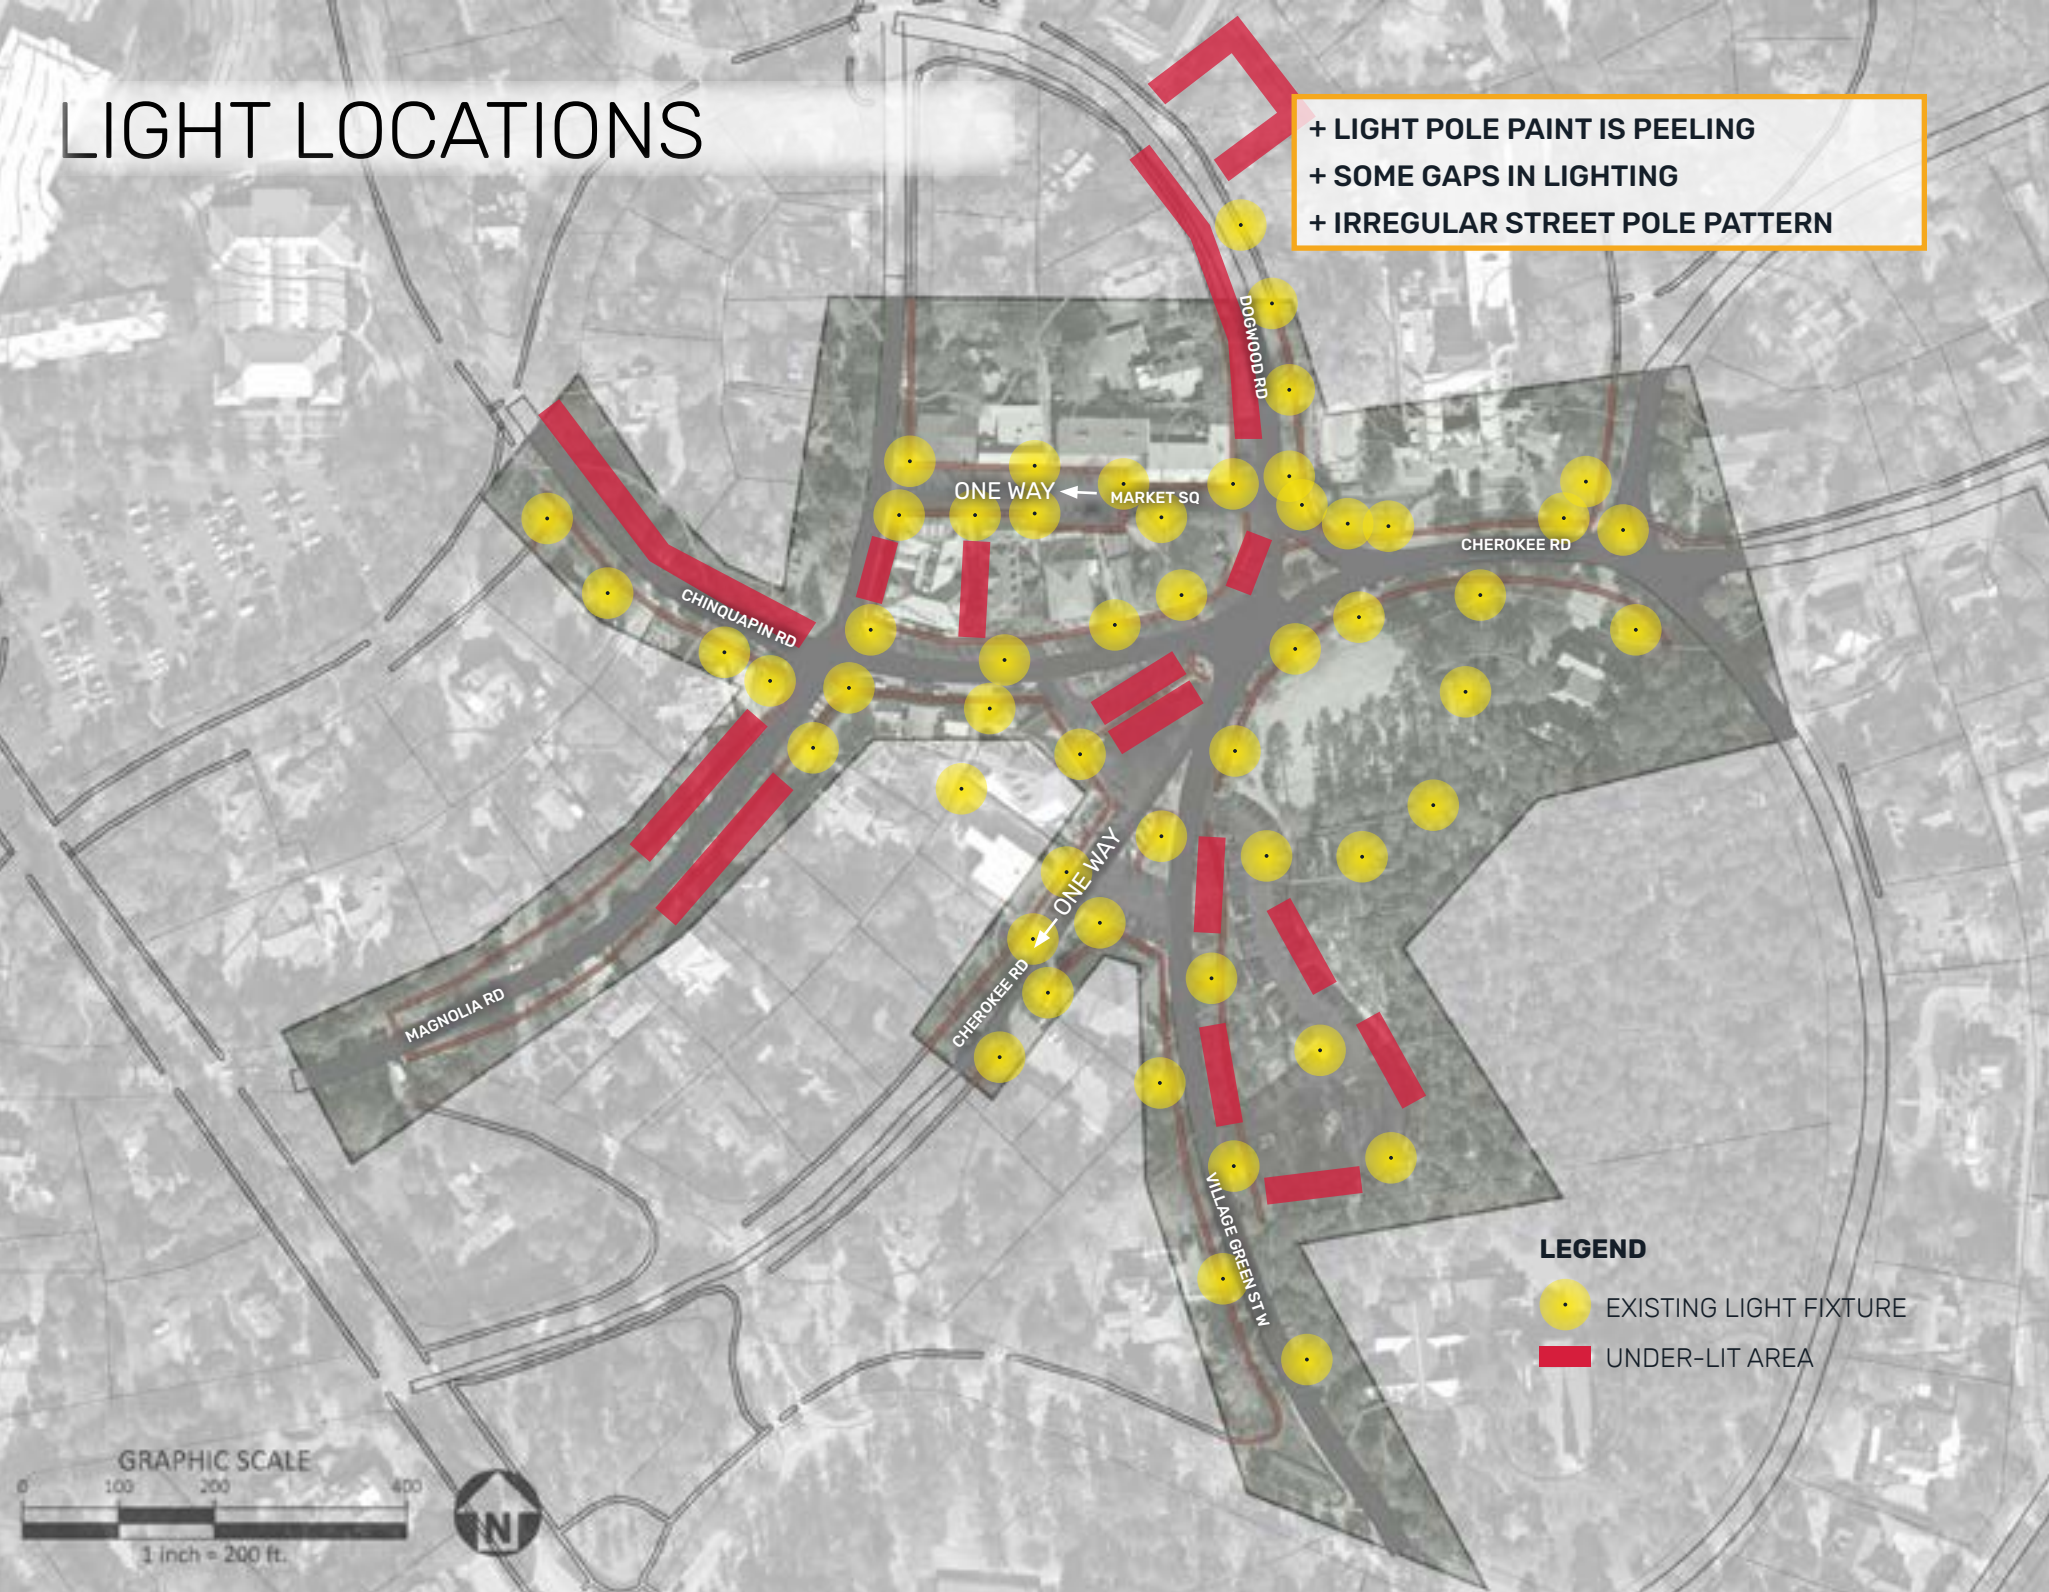 LIGHT LOCATIONS
+ LIGHT POLE PAINT IS PEELING
+ SOME GAPS IN LIGHTING
+ IRREGULAR STREET POLE PATTERN
DOGWOOD RD
ONE WAY
MARKET SQ
CHEROKEE RD
CHINQUAPIN RD
ONE WAY
CHEROKEE RD
MAGNOLIA RD
VILLAGE GREEN ST W
LEGEND
EXISTING LIGHT FIXTURE
UNDER-LIT AREA
GRAPHIC SCALE
0 100 200 400
1 inch = 200 ft.
N